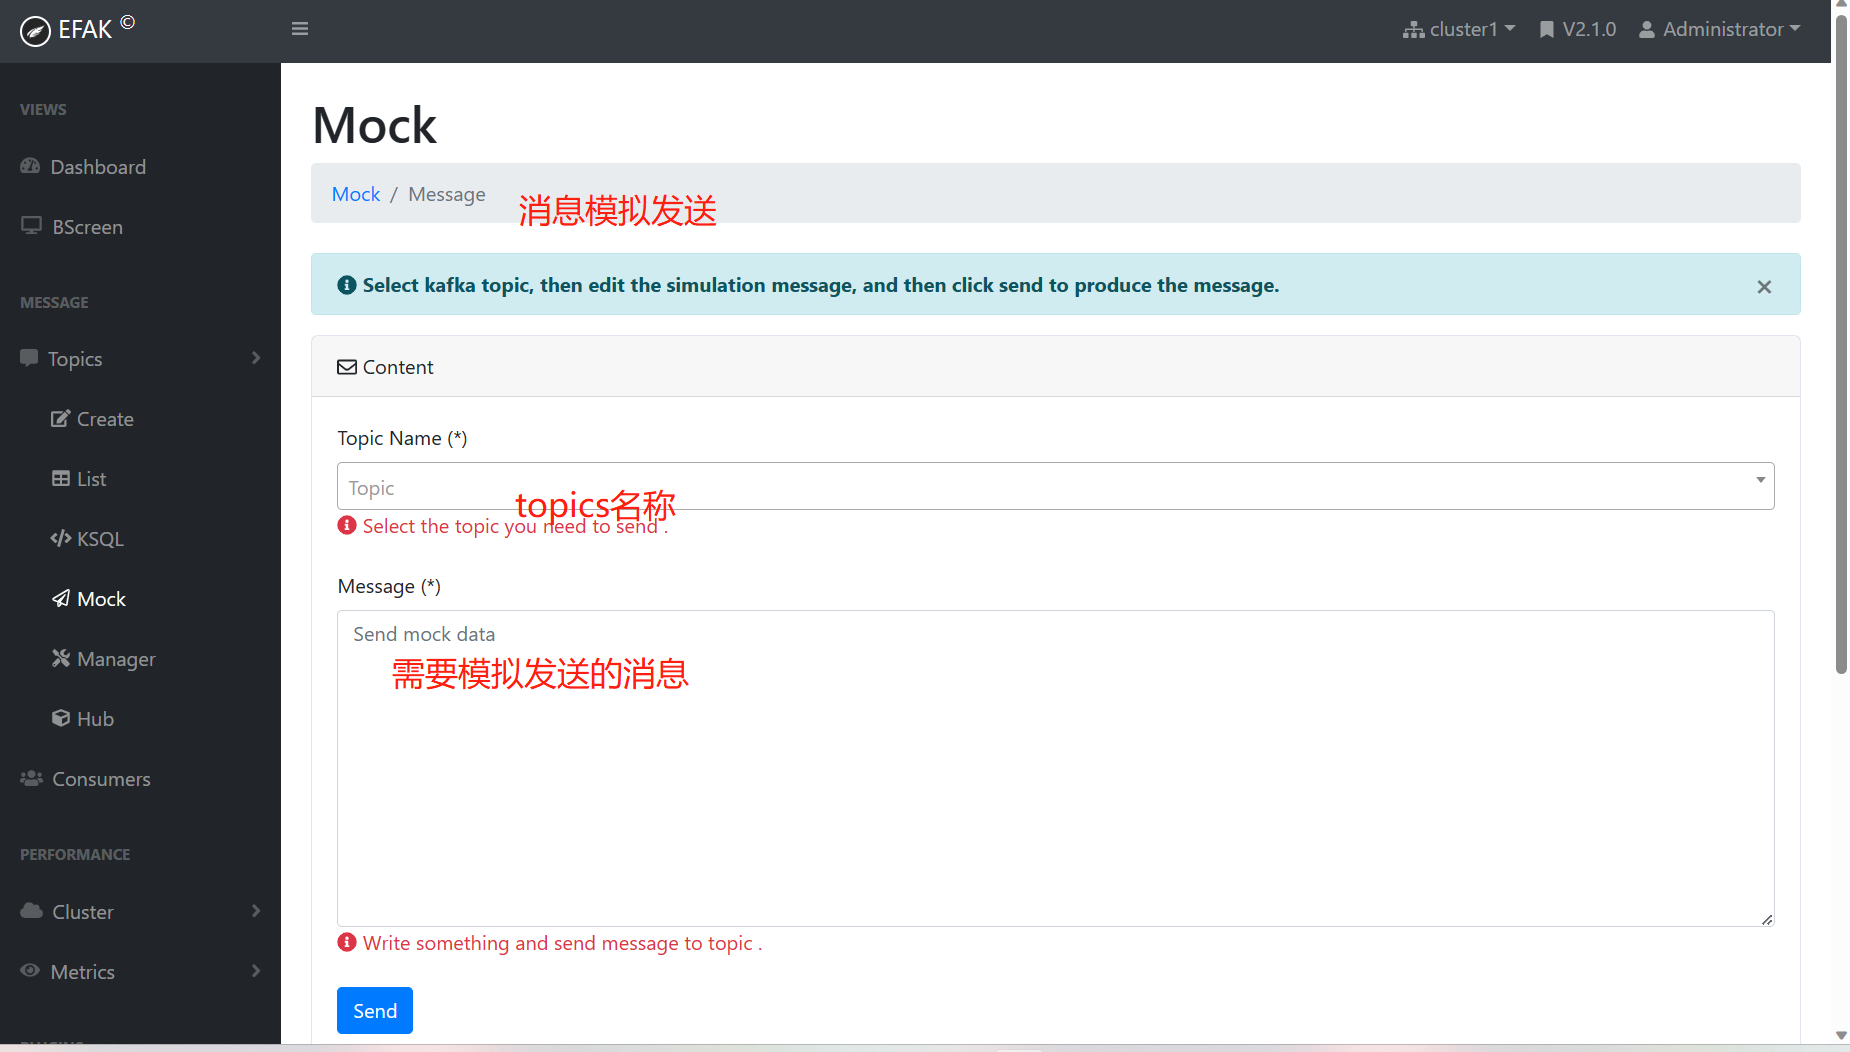 EFAK ©
cluster1
V2.1.0
Administrator
VIEWS
Dashboard
BScreen
MESSAGE
Topics
Create
List
KSQL
Mock
Manager
Hub
Consumers
PERFORMANCE
Cluster
Metrics
Mock
Mock / Message
消息模拟发送
Select kafka topic, then edit the simulation message, and then click send to produce the message.
×
Content
Topic Name (*)
Topic
topics名称
Select the topic you need to send .
Message (*)
Send mock data
需要模拟发送的消息
Write something and send message to topic .
Send